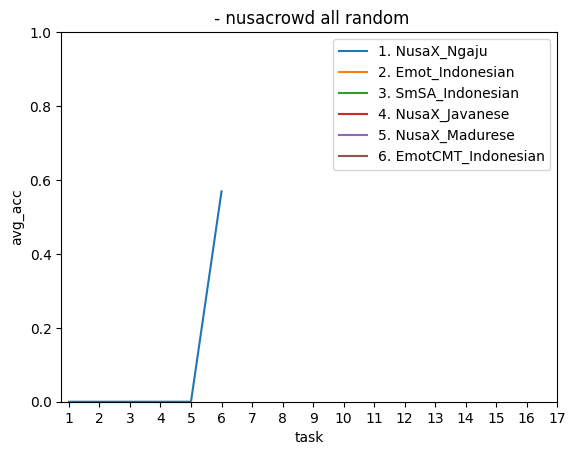 - nusacrowd all random
1. NusaX_Ngaju
2. Emot_Indonesian
3. SmSA_Indonesian
4. NusaX_Javanese
5. NusaX_Madurese
6. EmotCMT_Indonesian
avg_acc
1.0
0.8
0.6
0.4
0.2
0.0
1 2 3 4 5 6 7 8 9 10 11 12 13 14 15 16 17
task